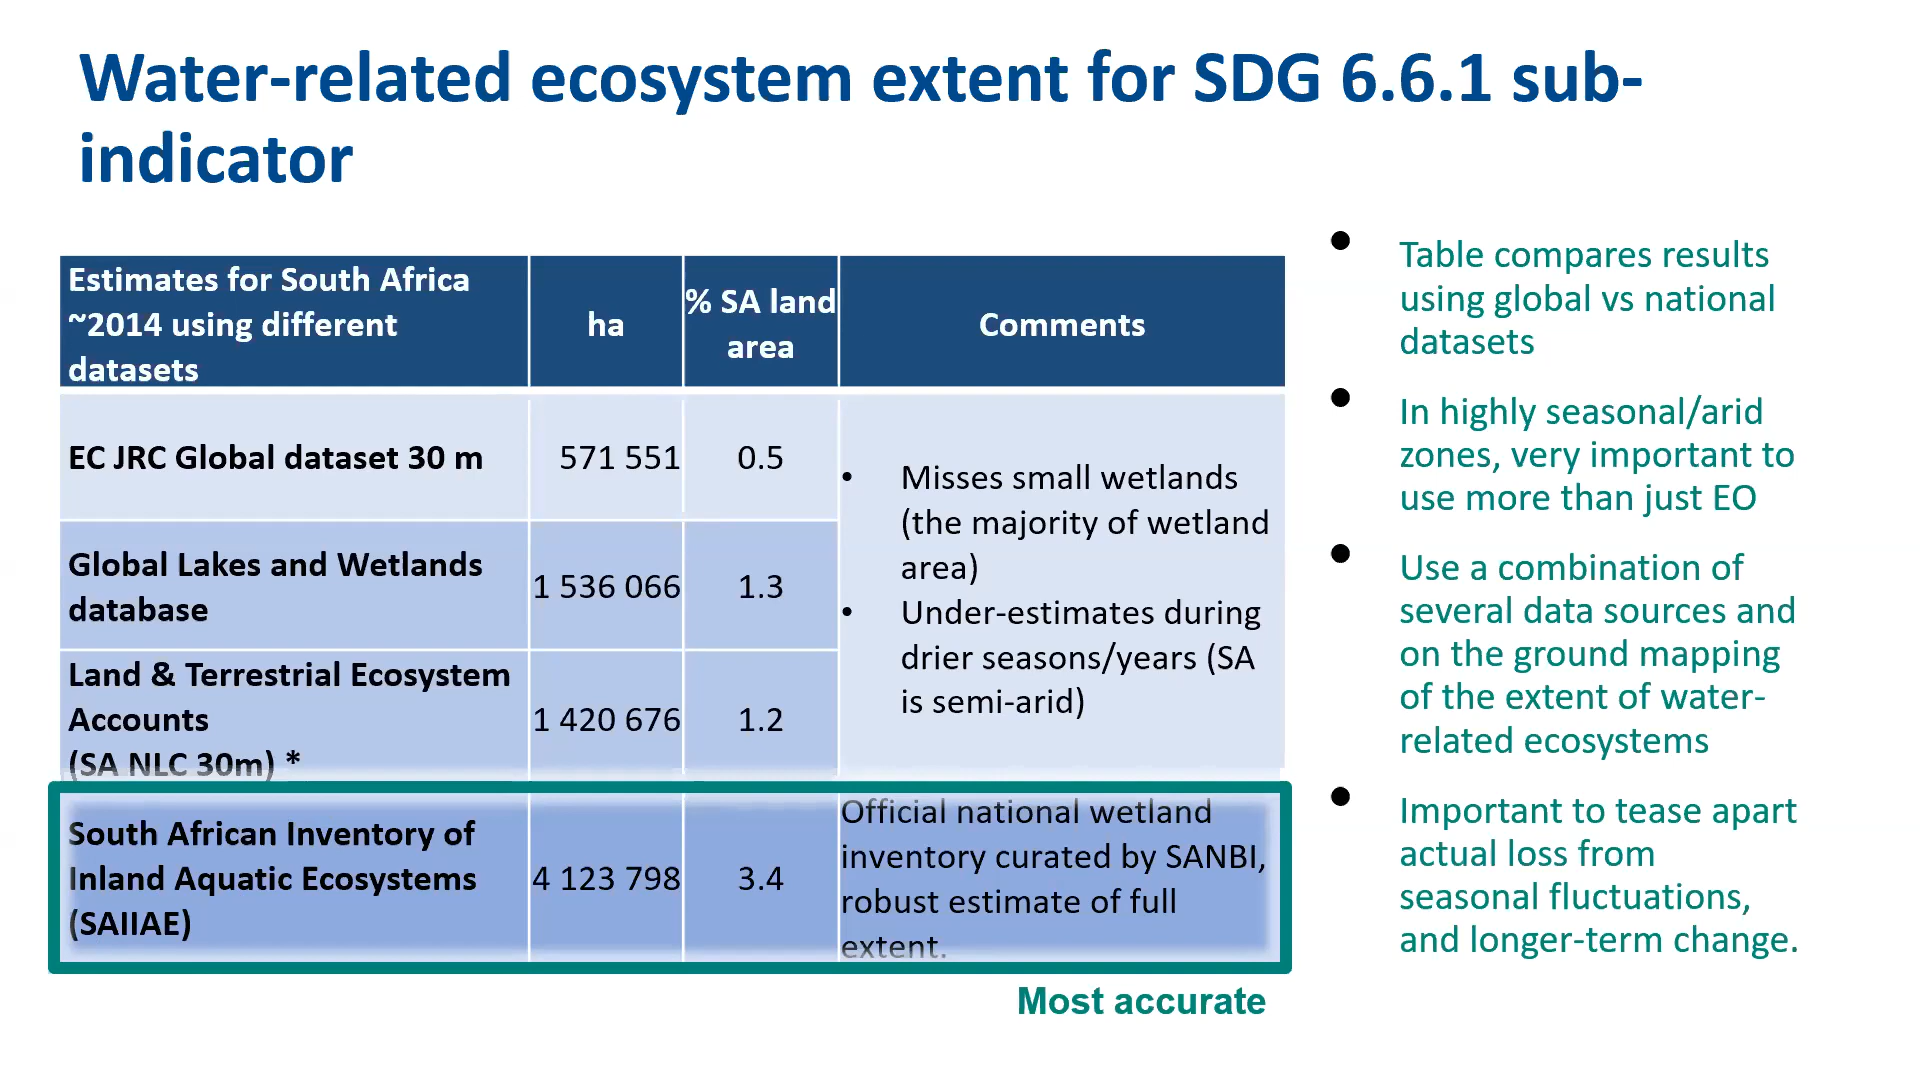 Water-related ecosystem extent for SDG 6.6.1 sub-
indicator
Estimates for South Africa
~2014 using different
datasets
ha
% SA land
area
Comments
EC JRC Global dataset 30 m
571 551
0.5
Global Lakes and Wetlands
database
1 536 066
1.3
Land & Terrestrial Ecosystem
Accounts
(SA NLC 30m) *
1 420 676
1.2
• Misses small wetlands
(the majority of wetland
area)
• Under-estimates during
drier seasons/years (SA
is semi-arid)
South African Inventory of
Inland Aquatic Ecosystems
(SAIIAE)
4 123 798
3.4
Official national wetland
inventory curated by SANBI,
robust estimate of full
extent.
Most accurate
• Table compares results
using global vs national
datasets
• In highly seasonal/arid
zones, very important to
use more than just EO
• Use a combination of
several data sources and
on the ground mapping
of the extent of water-
related ecosystems
• Important to tease apart
actual loss from
seasonal fluctuations,
and longer-term change.